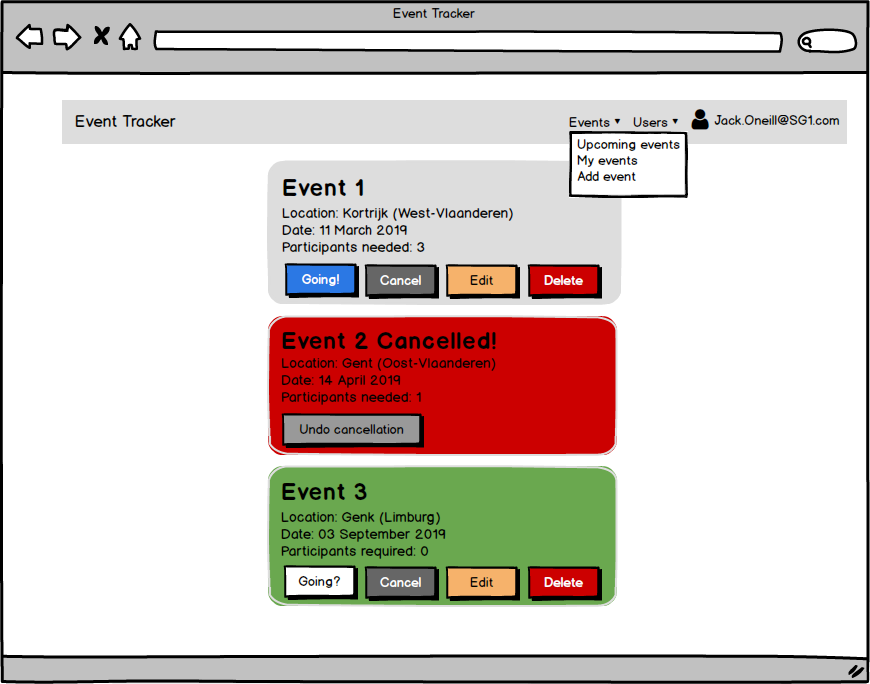 Event Tracker
Event Tracker
Events ▼ Users ▼ Jack.Oneill@SG1.com
Upcoming events
My events
Add event
Event 1
Location: Kortrijk (West-Vlaanderen)
Date: 11 March 2019
Participants needed: 3
Going! Cancel Edit Delete
Event 2 Cancelled!
Location: Gent (Oost-Vlaanderen)
Date: 14 April 2019
Participants needed: 1
Undo cancellation
Event 3
Location: Genk (Limburg)
Date: 03 September 2019
Participants required: 0
Going? Cancel Edit Delete